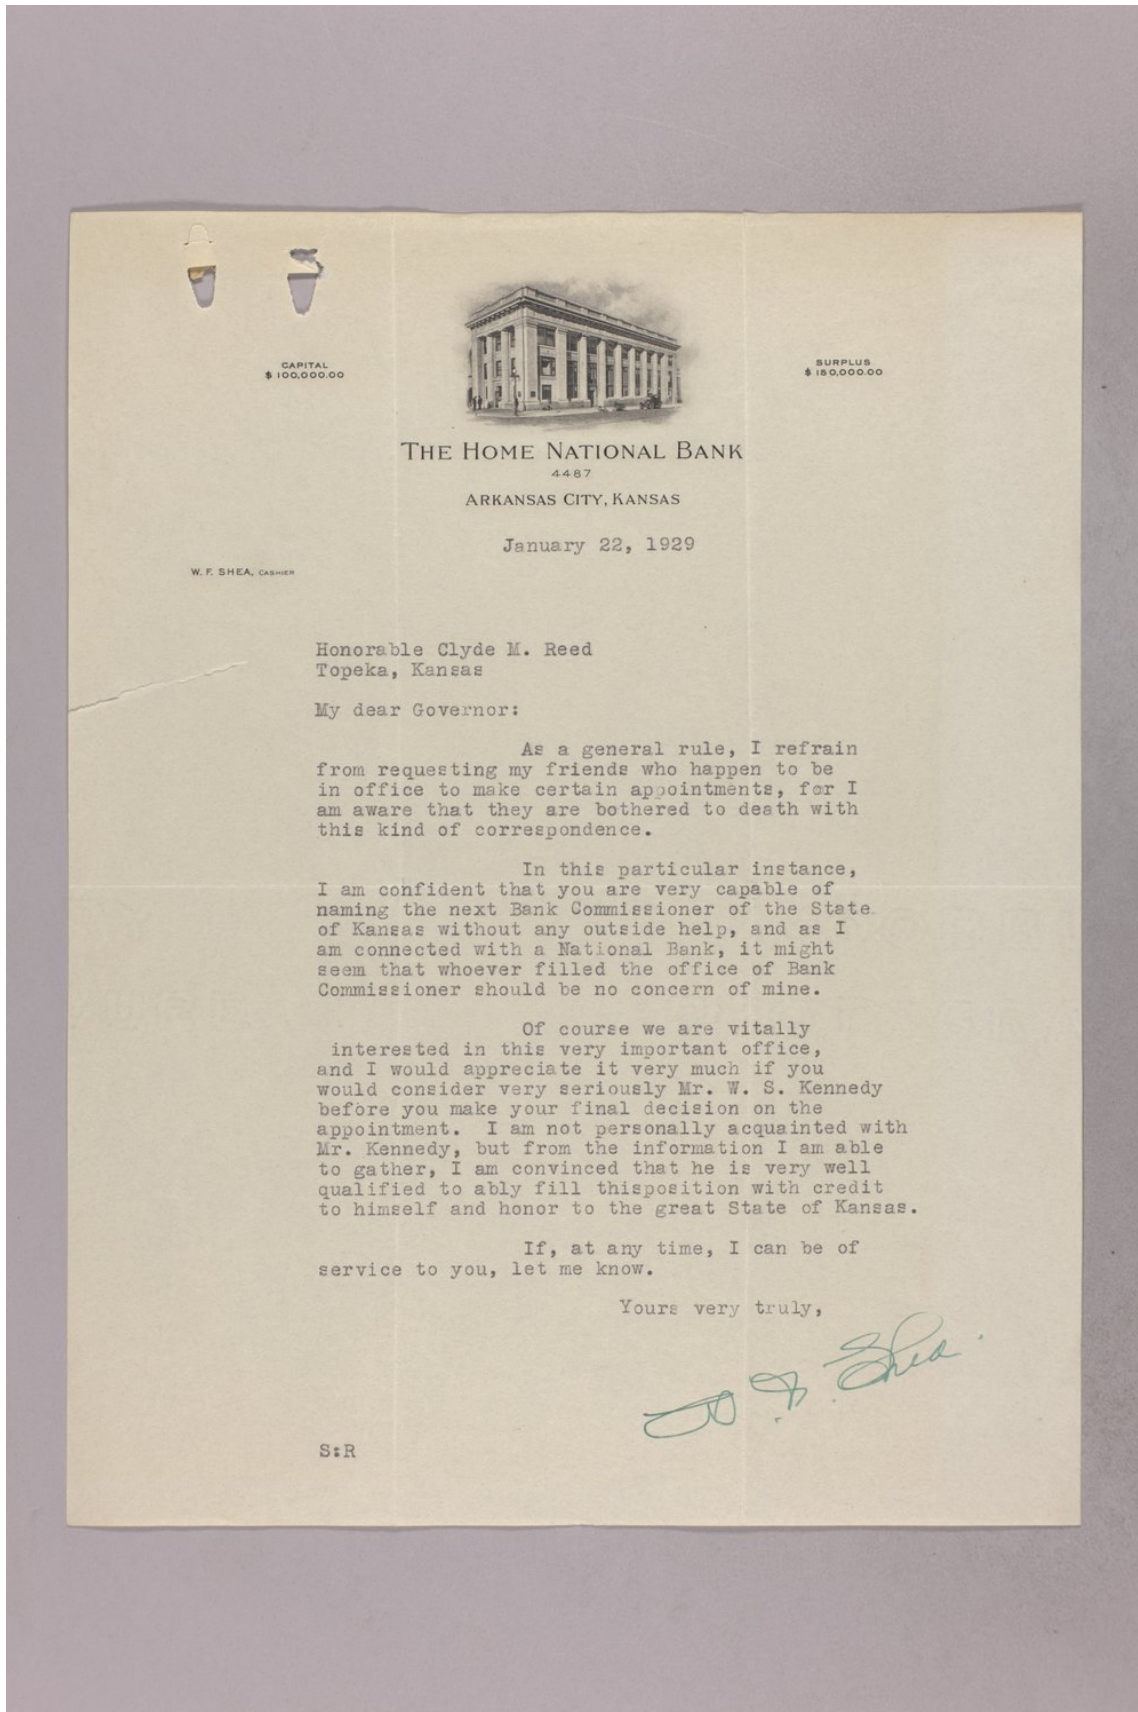 CAPITAL
$ 100,000.00
SURPLUS
$ 150,000.00
THE HOME NATIONAL BANK
4487
ARKANSAS CITY, KANSAS
January 22, 1929
W. F. SHEA, CASHIER
Honorable Clyde M. Reed
Topeka, Kansas
My dear Governor:
As a general rule, I refrain
from requesting my friends who happen to be
in office to make certain appointments, for I
am aware that they are bothered to death with
this kind of correspondence.
In this particular instance,
I am confident that you are very capable of
naming the next Bank Commissioner of the State
of Kansas without any outside help, and as I
am connected with a National Bank, it might
seem that whoever filled the office of Bank
Commissioner should be no concern of mine.
Of course we are vitally
interested in this very important office,
and I would appreciate it very much if you
would consider very seriously Mr. W. S. Kennedy
before you make your final decision on the
appointment. I am not personally acquainted with
Mr. Kennedy, but from the information I am able
to gather, I am convinced that he is very well
qualified to ably fill thisposition with credit
to himself and honor to the great State of Kansas.
If, at any time, I can be of
service to you, let me know.
Yours very truly,
W. F. Shea.
S:R